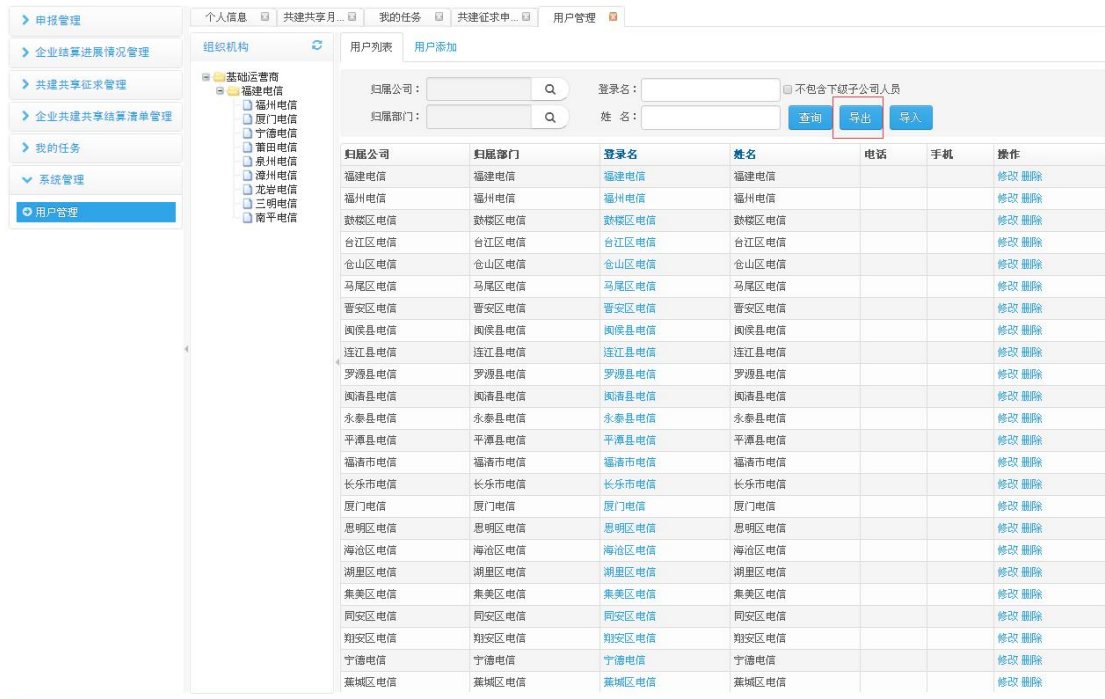 申报管理
企业结算进展情况管理
共建共享征求管理
企业共建共享结算清单管理
我的任务
系统管理
用户管理
个人信息 共建共享月... 我的任务 共建征求申... 用户管理
组织机构
基础运营商
福建电信
福州电信
厦门电信
宁德电信
莆田电信
泉州电信
漳州电信
龙岩电信
三明电信
南平电信
用户列表 用户添加
归属公司： 登录名： 不包含下级子公司人员
归属部门： 姓 名： 查询 导出 导入
归属公司 归属部门 登录名 姓名 电话 手机 操作
福建电信 福建电信 福建电信 福建电信 修改 删除
福州电信 福州电信 福州电信 福州电信 修改 删除
鼓楼区电信 鼓楼区电信 鼓楼区电信 鼓楼区电信 修改 删除
台江区电信 台江区电信 台江区电信 台江区电信 修改 删除
仓山区电信 仓山区电信 仓山区电信 仓山区电信 修改 删除
马尾区电信 马尾区电信 马尾区电信 马尾区电信 修改 删除
晋安区电信 晋安区电信 晋安区电信 晋安区电信 修改 删除
闽侯县电信 闽侯县电信 闽侯县电信 闽侯县电信 修改 删除
连江县电信 连江县电信 连江县电信 连江县电信 修改 删除
罗源县电信 罗源县电信 罗源县电信 罗源县电信 修改 删除
闽清县电信 闽清县电信 闽清县电信 闽清县电信 修改 删除
永泰县电信 永泰县电信 永泰县电信 永泰县电信 修改 删除
平潭县电信 平潭县电信 平潭县电信 平潭县电信 修改 删除
福清市电信 福清市电信 福清市电信 福清市电信 修改 删除
长乐市电信 长乐市电信 长乐市电信 长乐市电信 修改 删除
厦门电信 厦门电信 厦门电信 厦门电信 修改 删除
思明区电信 思明区电信 思明区电信 思明区电信 修改 删除
海沧区电信 海沧区电信 海沧区电信 海沧区电信 修改 删除
湖里区电信 湖里区电信 湖里区电信 湖里区电信 修改 删除
集美区电信 集美区电信 集美区电信 集美区电信 修改 删除
同安区电信 同安区电信 同安区电信 同安区电信 修改 删除
翔安区电信 翔安区电信 翔安区电信 翔安区电信 修改 删除
宁德电信 宁德电信 宁德电信 宁德电信 修改 删除
蕉城区电信 蕉城区电信 蕉城区电信 蕉城区电信 修改 删除